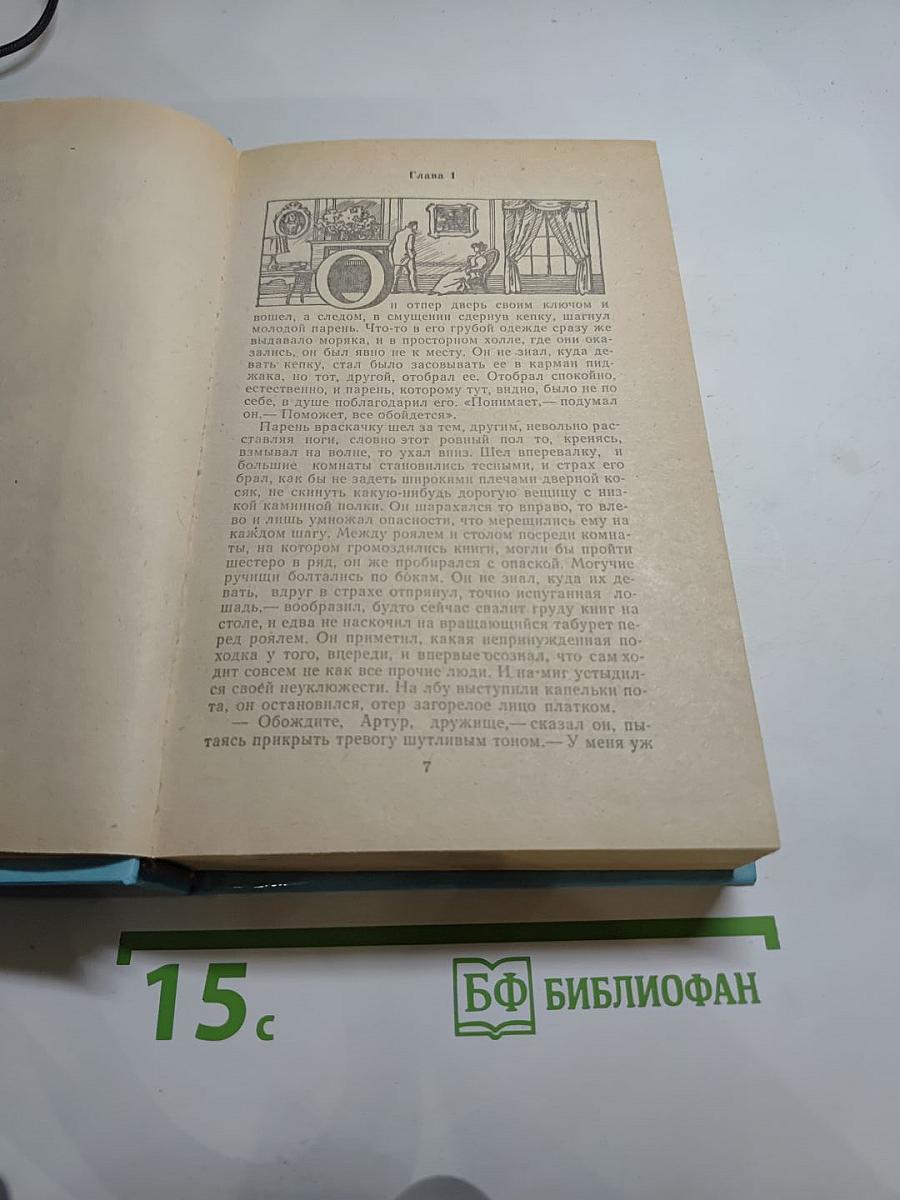 Глава 1
Он отпер дверь своим ключом и
вошел, а следом, в смущении сдернув кепку, шагнул
молодой парень. Что-то в его грубой одежде сразу же
выдавало моряка, и в просторном холле, где они ока-
зались, он был явно не к месту. Он не знал, куда де-
вать кепку, стал было засовывать ее в карман пид-
жака, но тот, другой, отобрал ее. Отобрал спокойно,
естественно, и парень, которому тут, видно, было не по
себе, в душе поблагодарил его. «Понимает,— подумал
он,— Поможет, все обойдется».
Парень враскачку шел за тем, другим, невольно рас-
ставляя ноги, словно этот ровный пол то, кренясь,
взмывал на волне, то ухал вниз. Шел вперевалку, и
большие комнаты становились тесными, и страх его
брал, как бы не задеть широкими плечами дверной ко-
сяк, не скинуть какую-нибудь дорогую вещицу с низ-
кой каминной полки. Он шарахался то вправо, то вле-
во и лишь умножал опасности, что мерещились ему на
каждом шагу. Между роялем и столом посреди комна-
ты, на котором громоздились книги, могли бы пройти
шестеро в ряд, он же пробирался с опаской. Могучие
ручищи болтались по бокам. Он не знал, куда их де-
вать, вдруг в страхе отпрянул, точно испуганная ло-
шадь,— вообразил, будто сейчас свалит груду книг на
столе, и едва не наскочил на вращающийся табурет пе-
ред роялем. Он приметил, какая непринужденная по-
ходка у того, впереди, и впервые осознал, что сам хо-
дит совсем не как все прочие люди. И на миг устыдил-
ся своей неуклюжести. На лбу выступили капельки по-
та, он остановился, отер загорелое лицо платком.
— Обождите, Артур, дружище,— сказал он, пы-
таясь прикрыть тревогу шутливым тоном.— У меня уж
7
15 с
БФ БИБЛИОФАН